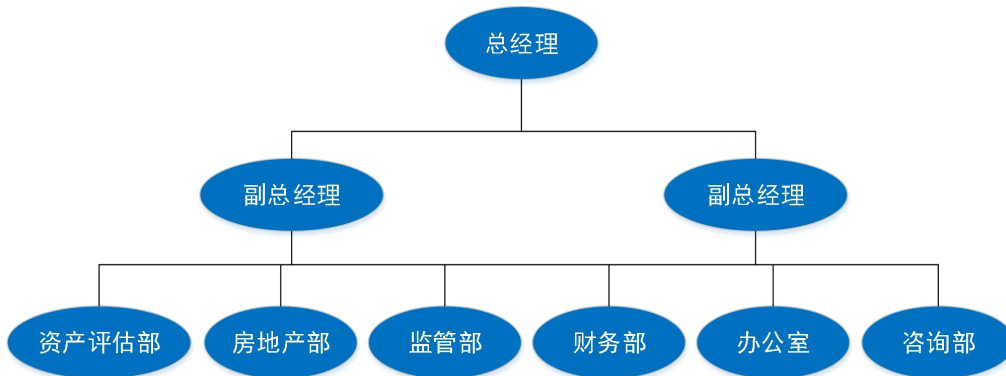 总经理
副总经理
副总经理
资产评估部
房地产部
监管部
财务部
办公室
咨询部